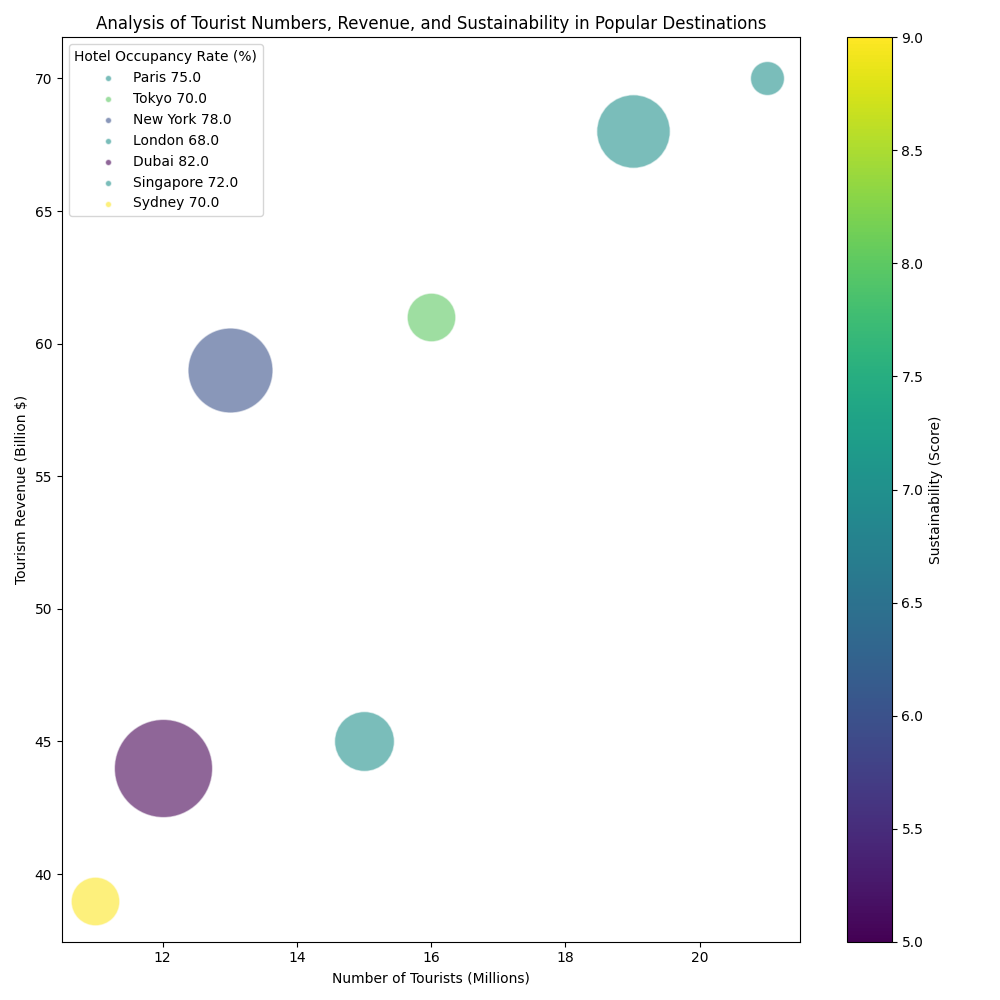 Analysis of Tourist Numbers, Revenue, and Sustainability in Popular Destinations
Hotel Occupancy Rate (%)
Paris 75.0
Tokyo 70.0
New York 78.0
London 68.0
Dubai 82.0
Singapore 72.0
Sydney 70.0
70
65
60
55
50
45
40
Tourism Revenue (Billion $)
12 14 16 18 20
Number of Tourists (Millions)
9.0
8.5
8.0
7.5
7.0
6.5
6.0
5.5
5.0
Sustainability (Score)